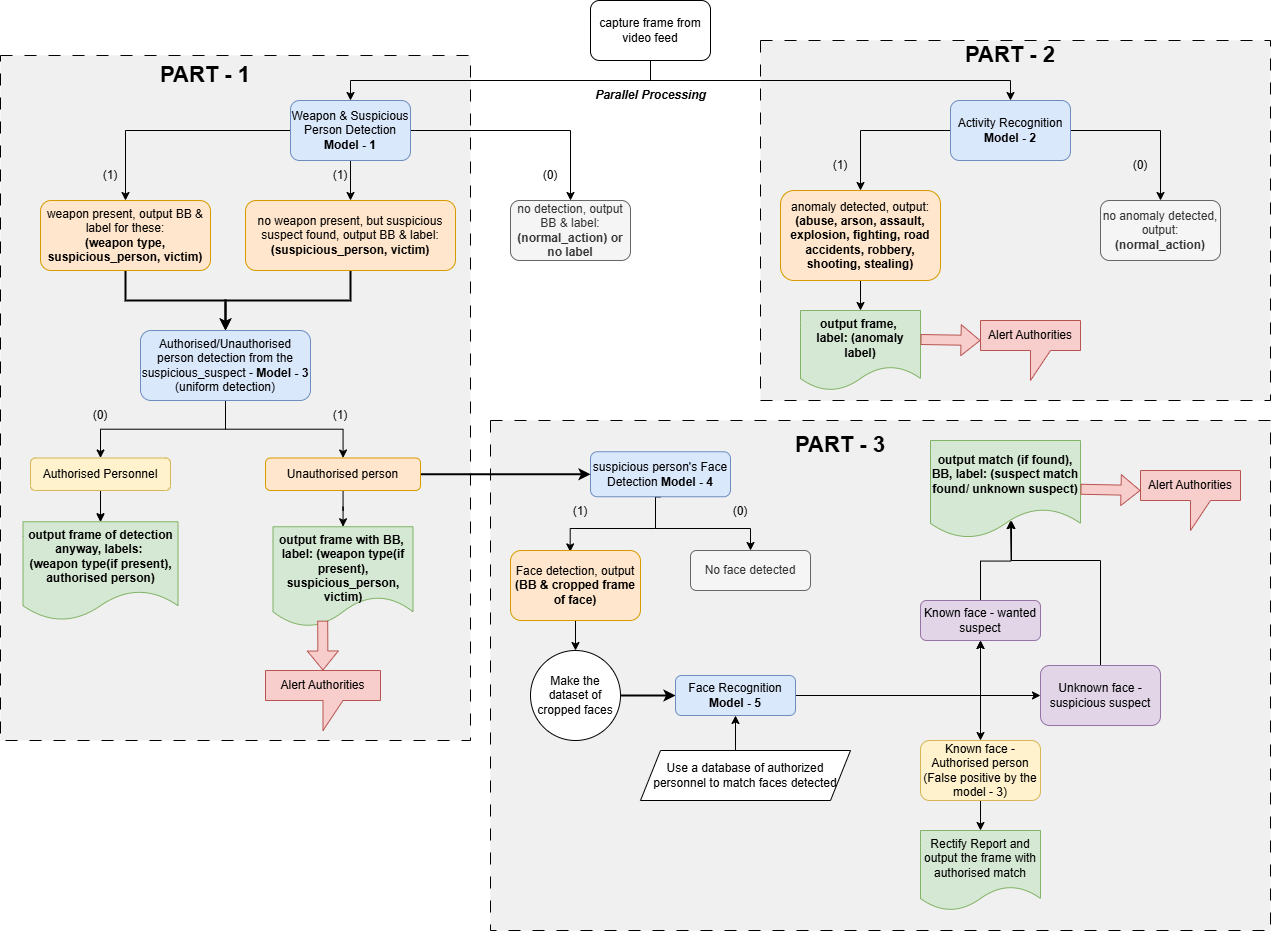 capture frame from
video feed
PART - 1
PART - 2
Parallel Processing
Weapon & Suspicious
Person Detection
Model - 1
Activity Recognition
Model - 2
(1)
(1)
(0)
(1)
(0)
weapon present, output BB &
label for these:
(weapon type,
suspicious_person, victim)
no weapon present, but suspicious
suspect found, output BB & label:
(suspicious_person, victim)
no detection, output
BB & label:
(normal_action) or
no label
anomaly detected, output:
(abuse, arson, assault,
explosion, fighting, road
accidents, robbery,
shooting, stealing)
no anomaly detected,
output:
(normal_action)
output frame,
label: (anomaly
label)
Alert Authorities
Authorised/Unauthorised
person detection from the
suspicious_suspect - Model - 3
(uniform detection)
(0)
(1)
Authorised Personnel
Unauthorised person
output frame of detection
anyway, labels:
(weapon type(if present),
authorised person)
output frame with BB,
label: (weapon type(if
present),
suspicious_person,
victim)
Alert Authorities
PART - 3
suspicious person's Face
Detection Model - 4
(1)
(0)
Face detection, output
(BB & cropped frame
of face)
No face detected
output match (if found),
BB, label: (suspect match
found/ unknown suspect)
Alert Authorities
Make the
dataset of
cropped faces
Face Recognition
Model - 5
Use a database of authorized
personnel to match faces detected
Known face - wanted
suspect
Unknown face -
suspicious suspect
Known face -
Authorised person
(False positive by the
model - 3)
Rectify Report and
output the frame with
authorised match